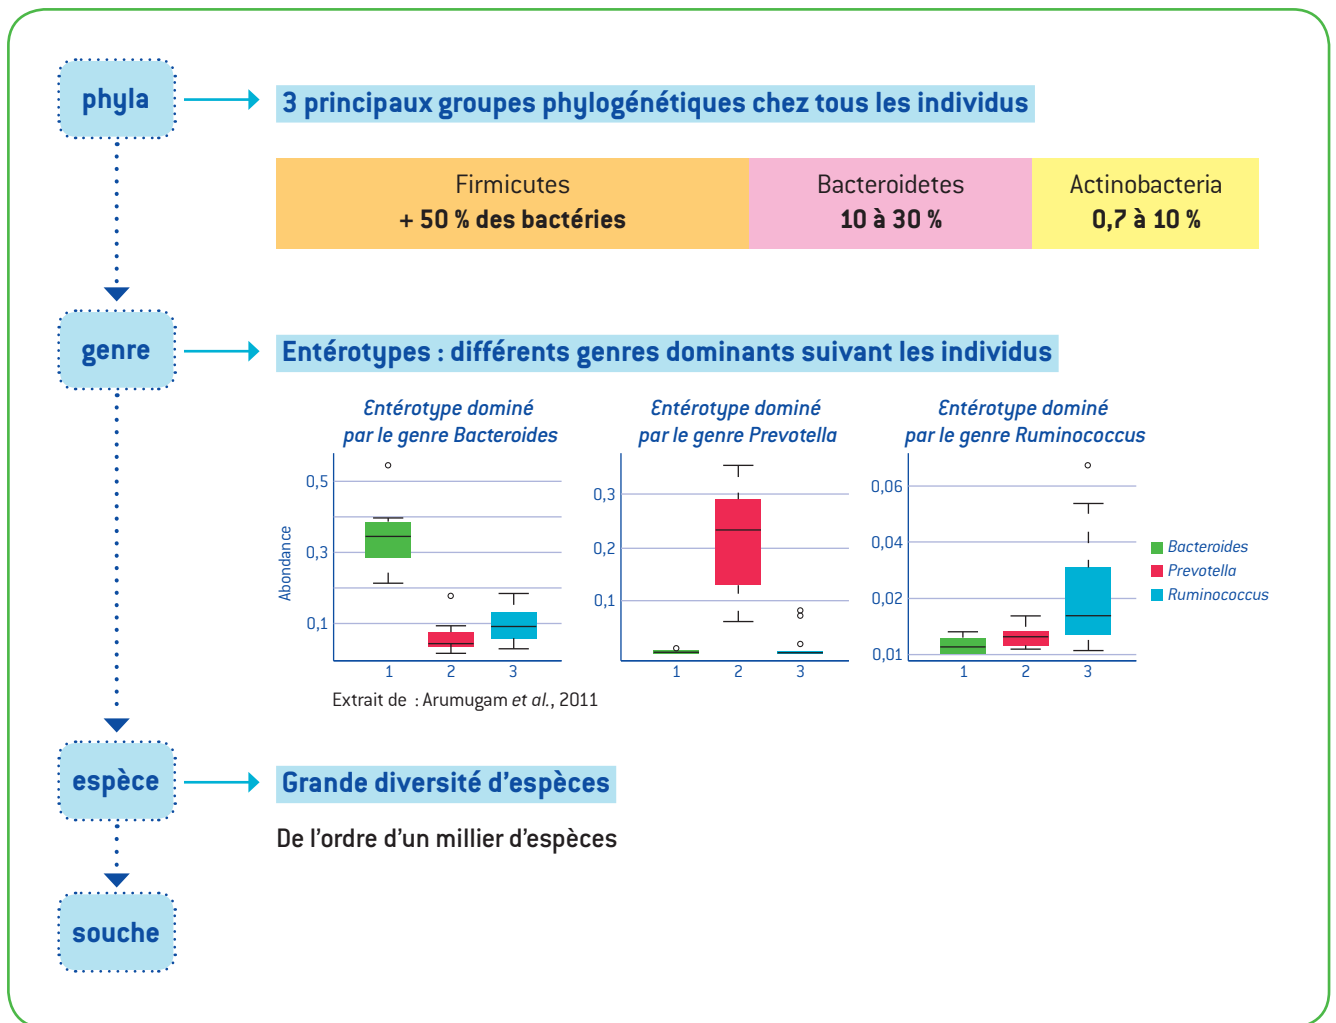 phyla
3 principaux groupes phylogénétiques chez tous les individus
Firmicutes
+ 50 % des bactéries
Bacteroidetes
10 à 30 %
Actinobacteria
0,7 à 10 %
genre
Entérotypes : différents genres dominants suivant les individus
Entérotype dominé
par le genre Bacteroides
Abondance
0,5
0,3
0,1
1 2 3
Entérotype dominé
par le genre Prevotella
0,3
0,2
0,1
1 2 3
Entérotype dominé
par le genre Ruminococcus
0,06
0,04
0,02
0,01
1 2 3
Bacteroides
Prevotella
Ruminococcus
Extrait de : Arumugam et al., 2011
espèce
Grande diversité d'espèces
De l'ordre d'un millier d'espèces
souche